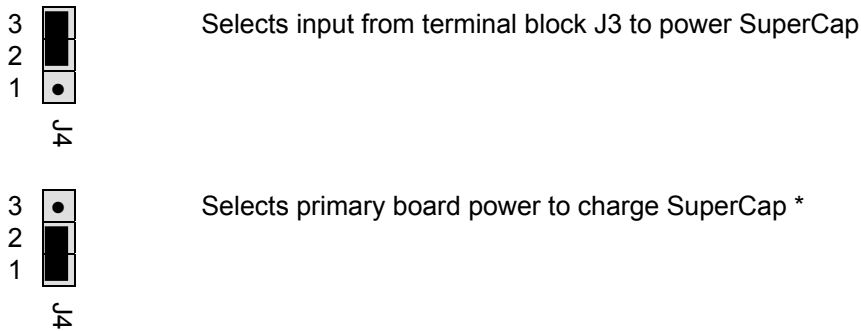 3 Selects input from terminal block J3 to power SuperCap
2
1
J4
3 Selects primary board power to charge SuperCap *
2
1
J4